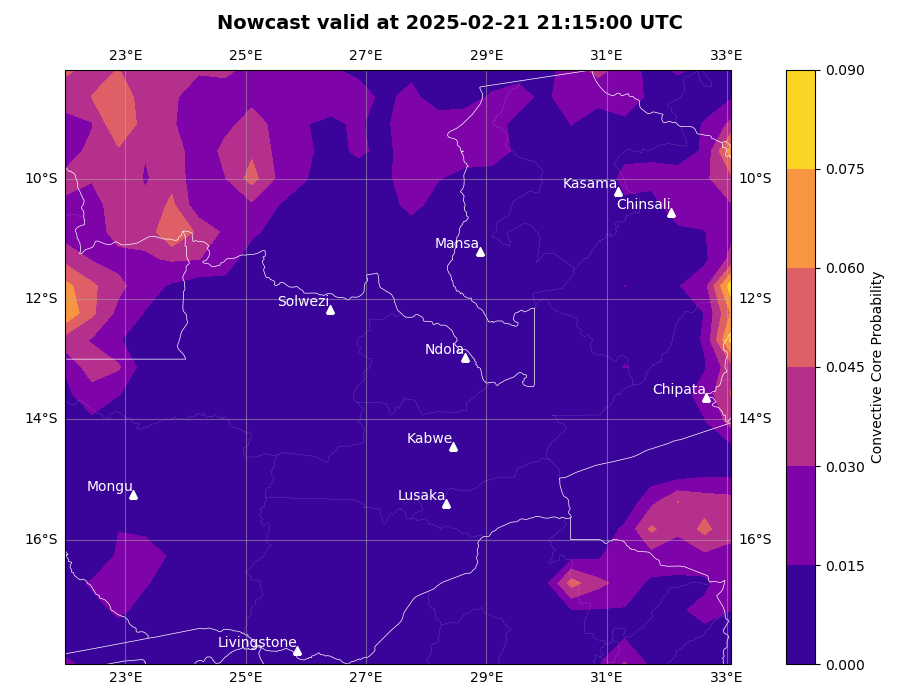 Nowcast valid at 2025-02-21 21:15:00 UTC
23°E 25°E 27°E 29°E 31°E 33°E
0.090
0.075
0.060
0.045
0.030
0.015
0.000
Convective Core Probability
10°S 10°S
12°S 12°S
14°S 14°S
16°S 16°S
Kasama
Chinsali
Mansa
Solwezi
Ndola
Chipata
Kabwe
Mongu
Lusaka
Livingstone
23°E 25°E 27°E 29°E 31°E 33°E